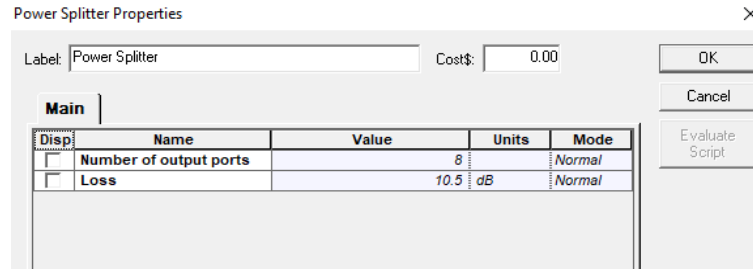 Power Splitter Properties
Label: Power Splitter Cost$: 0.00 OK
Cancel
Main
Evaluate Script
Disp Name Value Units Mode
Number of output ports 8 Normal
Loss 10.5 dB Normal